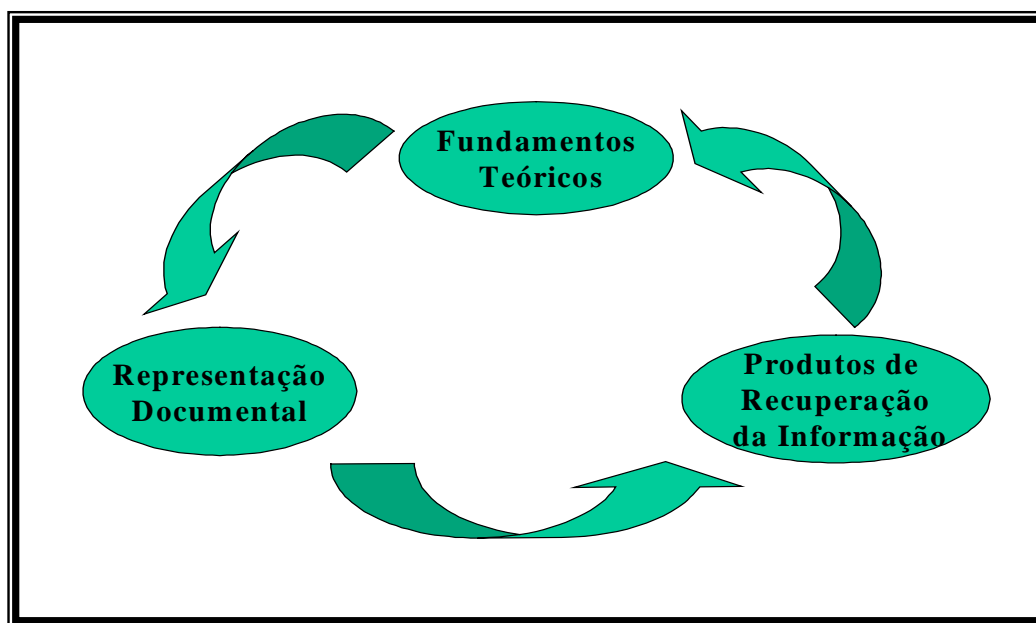 Fundamentos
Teóricos
Representação
Documental
Produtos de
Recuperação
da Informação